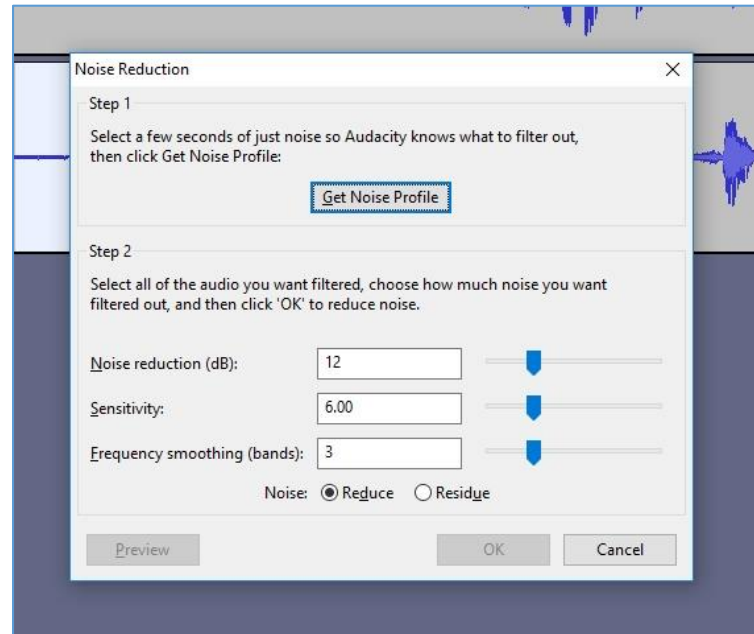 Noise Reduction
Step 1
Select a few seconds of just noise so Audacity knows what to filter out,
then click Get Noise Profile:
Get Noise Profile
Step 2
Select all of the audio you want filtered, choose how much noise you want
filtered out, and then click 'OK' to reduce noise.
Noise reduction (dB): 12
Sensitivity: 6.00
Frequency smoothing (bands): 3
Noise: Reduce Residue
Preview OK Cancel